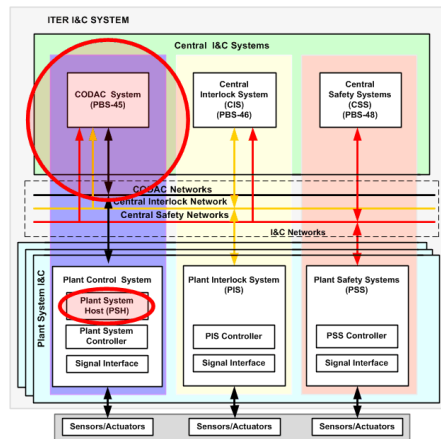 ITER I&C SYSTEM
Central I&C Systems
CODAC System
(PBS-45)
Central
Interlock System
(CIS)
(PBS-46)
Central
Safety Systems
(CSS)
(PBS-48)
CODAC Networks
Central Interlock Network
Central Safety Networks
I&C Networks
Plant System I&C
Plant Control System
Plant System
Host (PSH)
Plant System
Controller
Signal Interface
Plant Interlock System
(PIS)
PIS Controller
Signal Interface
Plant Safety Systems
(PSS)
PSS Controller
Signal Interface
Sensors/Actuators
Sensors/Actuators
Sensors/Actuators